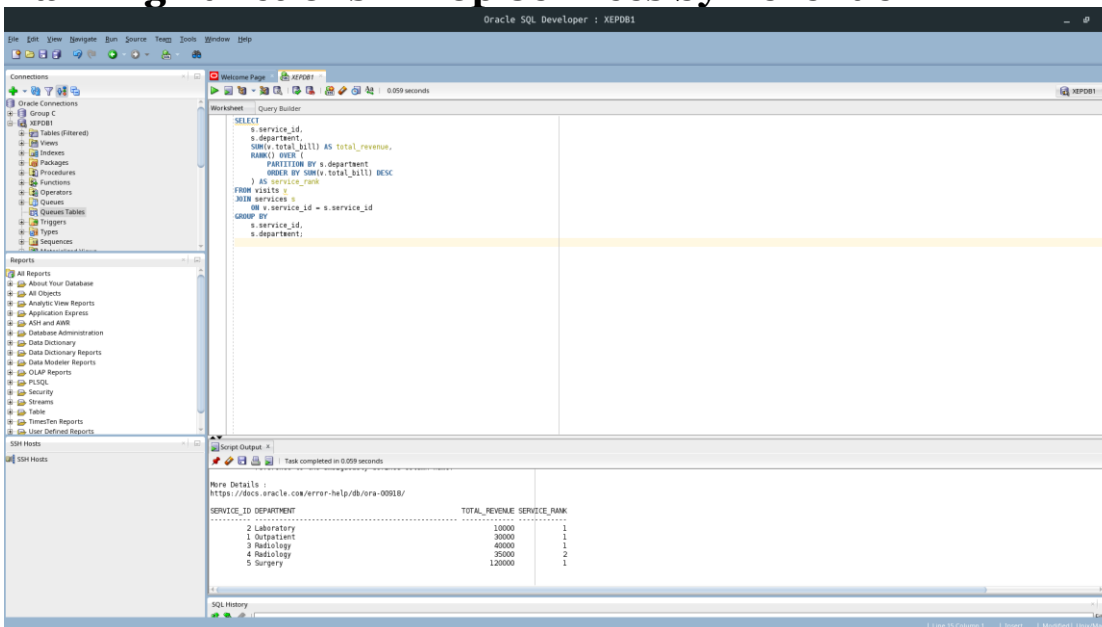 Oracle SQL Developer : XEPDB1
File Edit View Navigate Run Source Team Tools Window Help
Connections
Oracle Connections
Group C
XEPDB1
Tables (Filtered)
Views
Indexes
Packages
Procedures
Functions
Operators
Queues
Queues Tables
Triggers
Types
Sequences
Reports
All Reports
About Your Database
All Objects
Analytic View Reports
Application Express
ASH and AWR
Database Administration
Data Dictionary
Data Dictionary Reports
Data Modeler Reports
OLAP Reports
PLSQL
Security
Streams
Table
TimesTen Reports
User Defined Reports
SSH Hosts
SSH Hosts
Welcome Page XEPDB1
0.059 seconds
XEPDB1
Worksheet Query Builder
SELECT
s.service_id,
s.department,
SUM(v.total_bill) AS total_revenue,
RANK() OVER (
PARTITION BY s.department
ORDER BY SUM(v.total_bill) DESC
) AS service_rank
FROM visits v
JOIN services s
ON v.service_id = s.service_id
GROUP BY
s.service_id,
s.department;
Script Output
Task completed in 0.059 seconds
More Details :
https://docs.oracle.com/error-help/db/ora-00918/
SERVICE_ID DEPARTMENT TOTAL_REVENUE SERVICE_RANK
2 Laboratory 10000 1
1 Outpatient 30000 1
3 Radiology 40000 1
4 Radiology 35000 2
5 Surgery 120000 1
SQL History